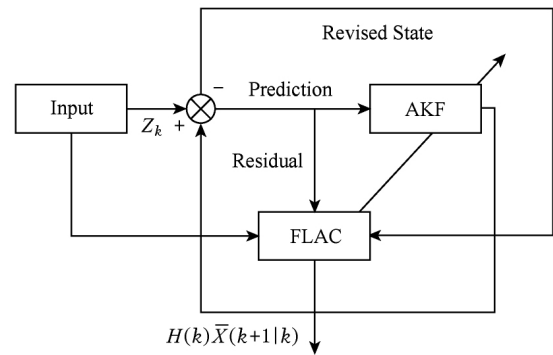 Revised State
−
Prediction
Input
AKF
Z_k
+
Residual
FLAC
H(k)X̅(k+1|k)